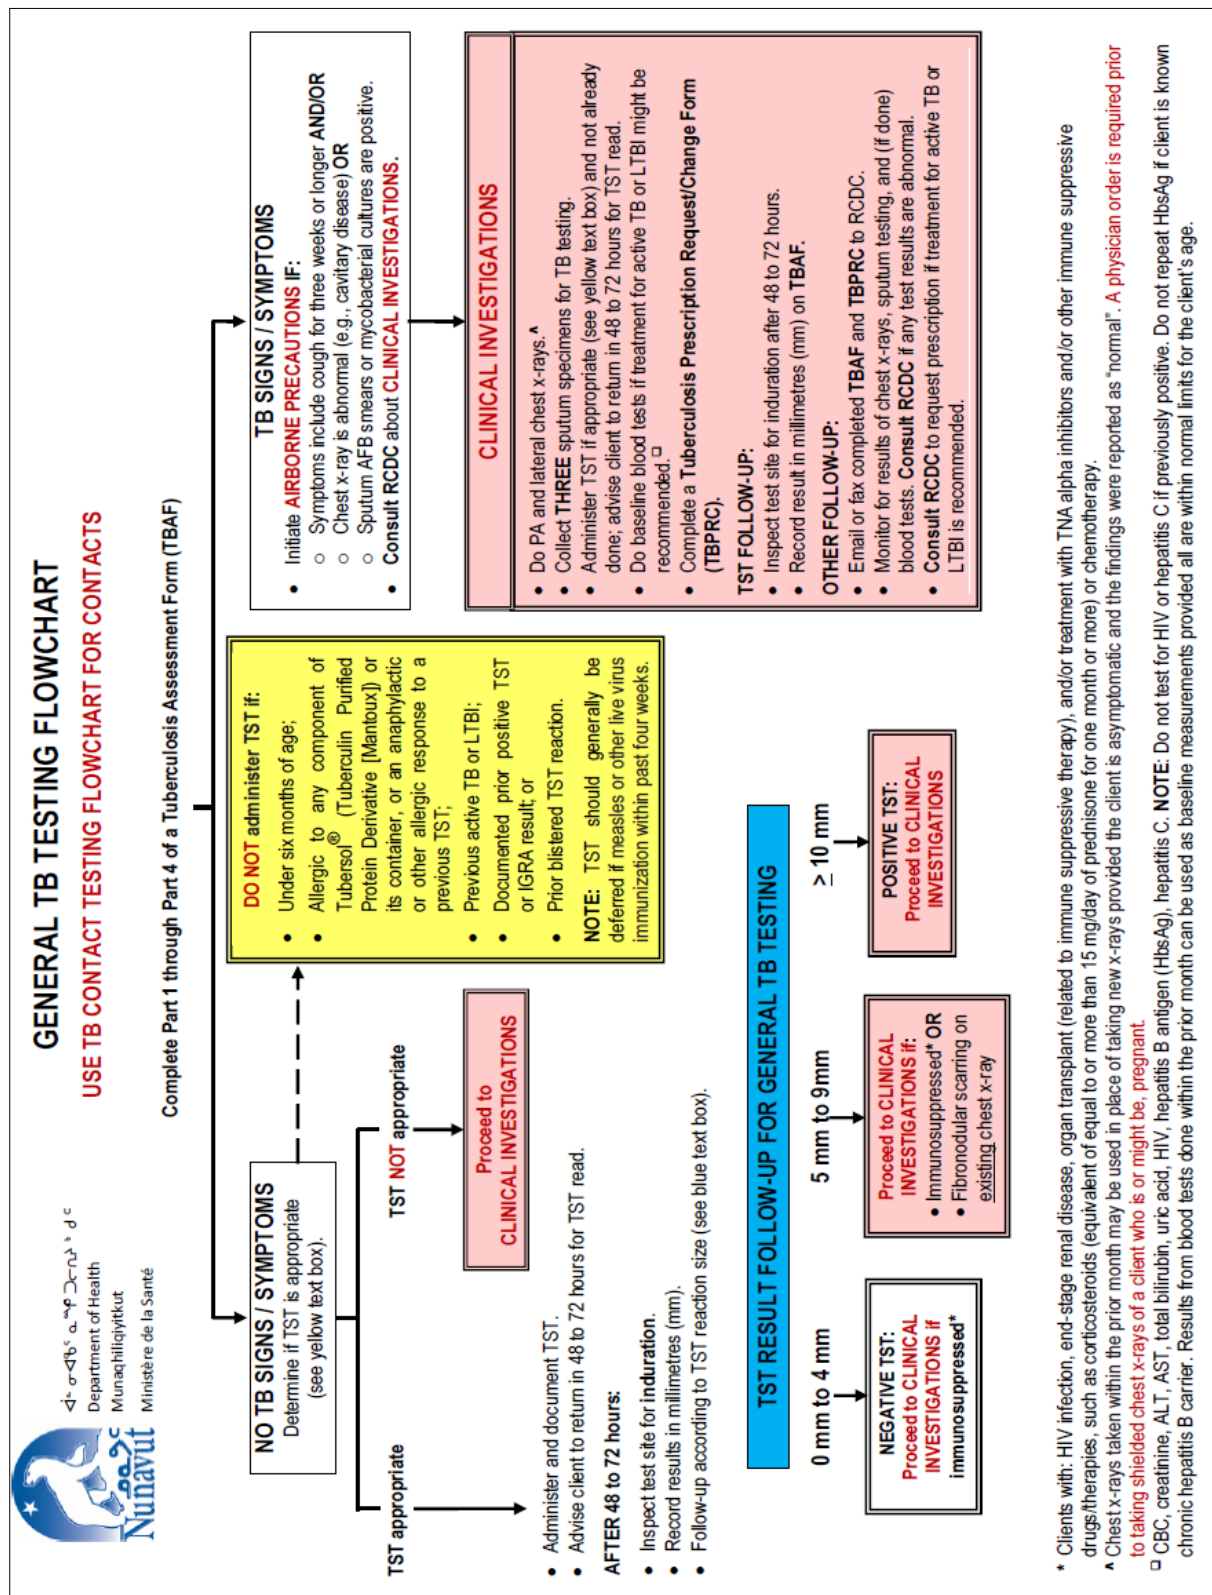 GENERAL TB TESTING FLOWCHART
USE TB CONTACT TESTING FLOWCHART FOR CONTACTS
Nunavut
ᓄᓇᕗᑦ
Department of Health
Munaqhiliqiyitkut
Ministère de la Santé
Complete Part 1 through Part 4 of a Tuberculosis Assessment Form (TBAF)
NO TB SIGNS / SYMPTOMS
Determine if TST is appropriate
(see yellow text box).
TST appropriate
TST NOT appropriate
• Administer and document TST.
• Advise client to return in 48 to 72 hours for TST read.
AFTER 48 to 72 hours:
• Inspect test site for induration.
• Record results in millimetres (mm).
• Follow-up according to TST reaction size (see blue text box).
Proceed to
CLINICAL INVESTIGATIONS
DO NOT administer TST if:
• Under six months of age;
• Allergic to any component of
Tubersol® (Tuberculin Purified
Protein Derivative [Mantoux]) or
its container, or an anaphylactic
or other allergic response to a
previous TST;
• Previous active TB or LTBI;
• Documented prior positive TST
or IGRA result; or
• Prior blistered TST reaction.
NOTE: TST should generally be
deferred if measles or other live virus
immunization within past four weeks.
TB SIGNS / SYMPTOMS
• Initiate AIRBORNE PRECAUTIONS IF:
○ Symptoms include cough for three weeks or longer AND/OR
○ Chest x-ray is abnormal (e.g., cavitary disease) OR
○ Sputum AFB smears or mycobacterial cultures are positive.
• Consult RCDC about CLINICAL INVESTIGATIONS.
CLINICAL INVESTIGATIONS
• Do PA and lateral chest x-rays.^
• Collect THREE sputum specimens for TB testing.
• Administer TST if appropriate (see yellow text box) and not already
done; advise client to return in 48 to 72 hours for TST read.
• Do baseline blood tests if treatment for active TB or LTBI might be
recommended.□
• Complete a Tuberculosis Prescription Request/Change Form
(TBPRC).
TST FOLLOW-UP:
• Inspect test site for induration after 48 to 72 hours.
• Record result in millimetres (mm) on TBAF.
OTHER FOLLOW-UP:
• Email or fax completed TBAF and TBPRC to RCDC.
• Monitor for results of chest x-rays, sputum testing, and (if done)
blood tests. Consult RCDC if any test results are abnormal.
• Consult RCDC to request prescription if treatment for active TB or
LTBI is recommended.
TST RESULT FOLLOW-UP FOR GENERAL TB TESTING
0 mm to 4 mm
NEGATIVE TST:
Proceed to CLINICAL
INVESTIGATIONS if
immunosuppressed*
5 mm to 9mm
Proceed to CLINICAL
INVESTIGATIONS if:
• Immunosuppressed* OR
• Fibronodular scarring on
existing chest x-ray
≥ 10 mm
POSITIVE TST:
Proceed to CLINICAL
INVESTIGATIONS
* Clients with: HIV infection, end-stage renal disease, organ transplant (related to immune suppressive therapy), and/or treatment with TNA alpha inhibitors and/or other immune suppressive
drugs/therapies, such as corticosteroids (equivalent of equal to or more than 15 mg/day of prednisone for one month or more) or chemotherapy.
^ Chest x-rays taken within the prior month may be used in place of taking new x-rays provided the client is asymptomatic and the findings were reported as "normal". A physician order is required prior
to taking shielded chest x-rays of a client who is or might be, pregnant.
□ CBC, creatinine, ALT, AST, total bilirubin, uric acid, HIV, hepatitis B antigen (HbsAg), hepatitis C. NOTE: Do not test for HIV or hepatitis C if previously positive. Do not repeat HbsAg if client is known
chronic hepatitis B carrier. Results from blood tests done within the prior month can be used as baseline measurements provided all are within normal limits for the client's age.